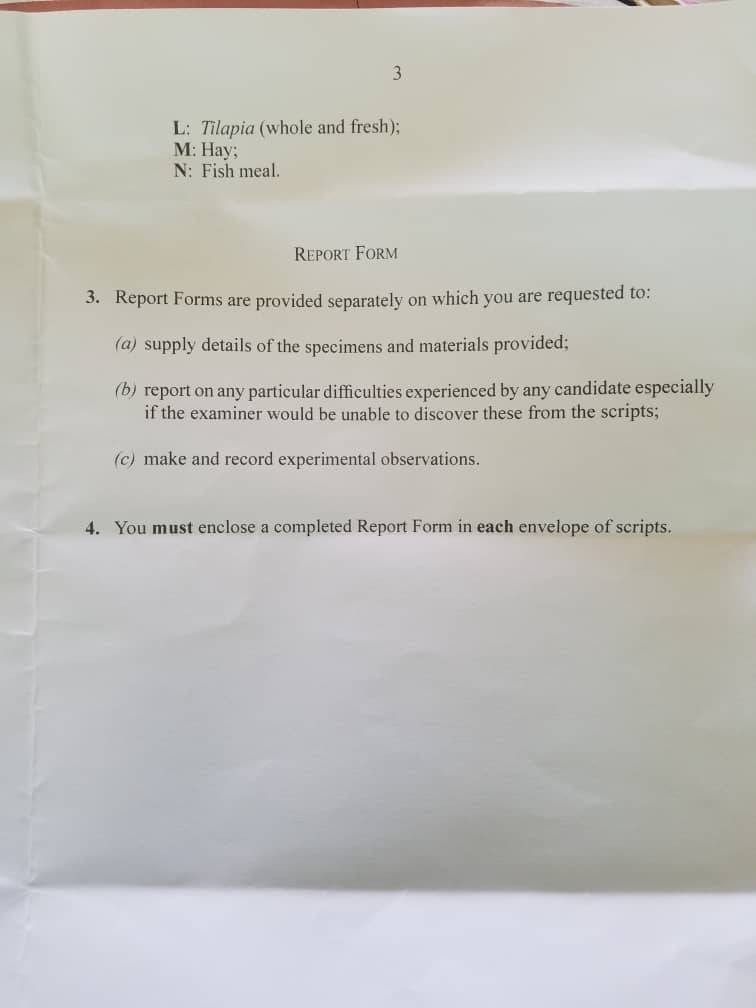 3
L: Tilapia (whole and fresh);
M: Hay;
N: Fish meal.
REPORT FORM
3. Report Forms are provided separately on which you are requested to:
(a) supply details of the specimens and materials provided;
(b) report on any particular difficulties experienced by any candidate especially
if the examiner would be unable to discover these from the scripts;
(c) make and record experimental observations.
4. You must enclose a completed Report Form in each envelope of scripts.